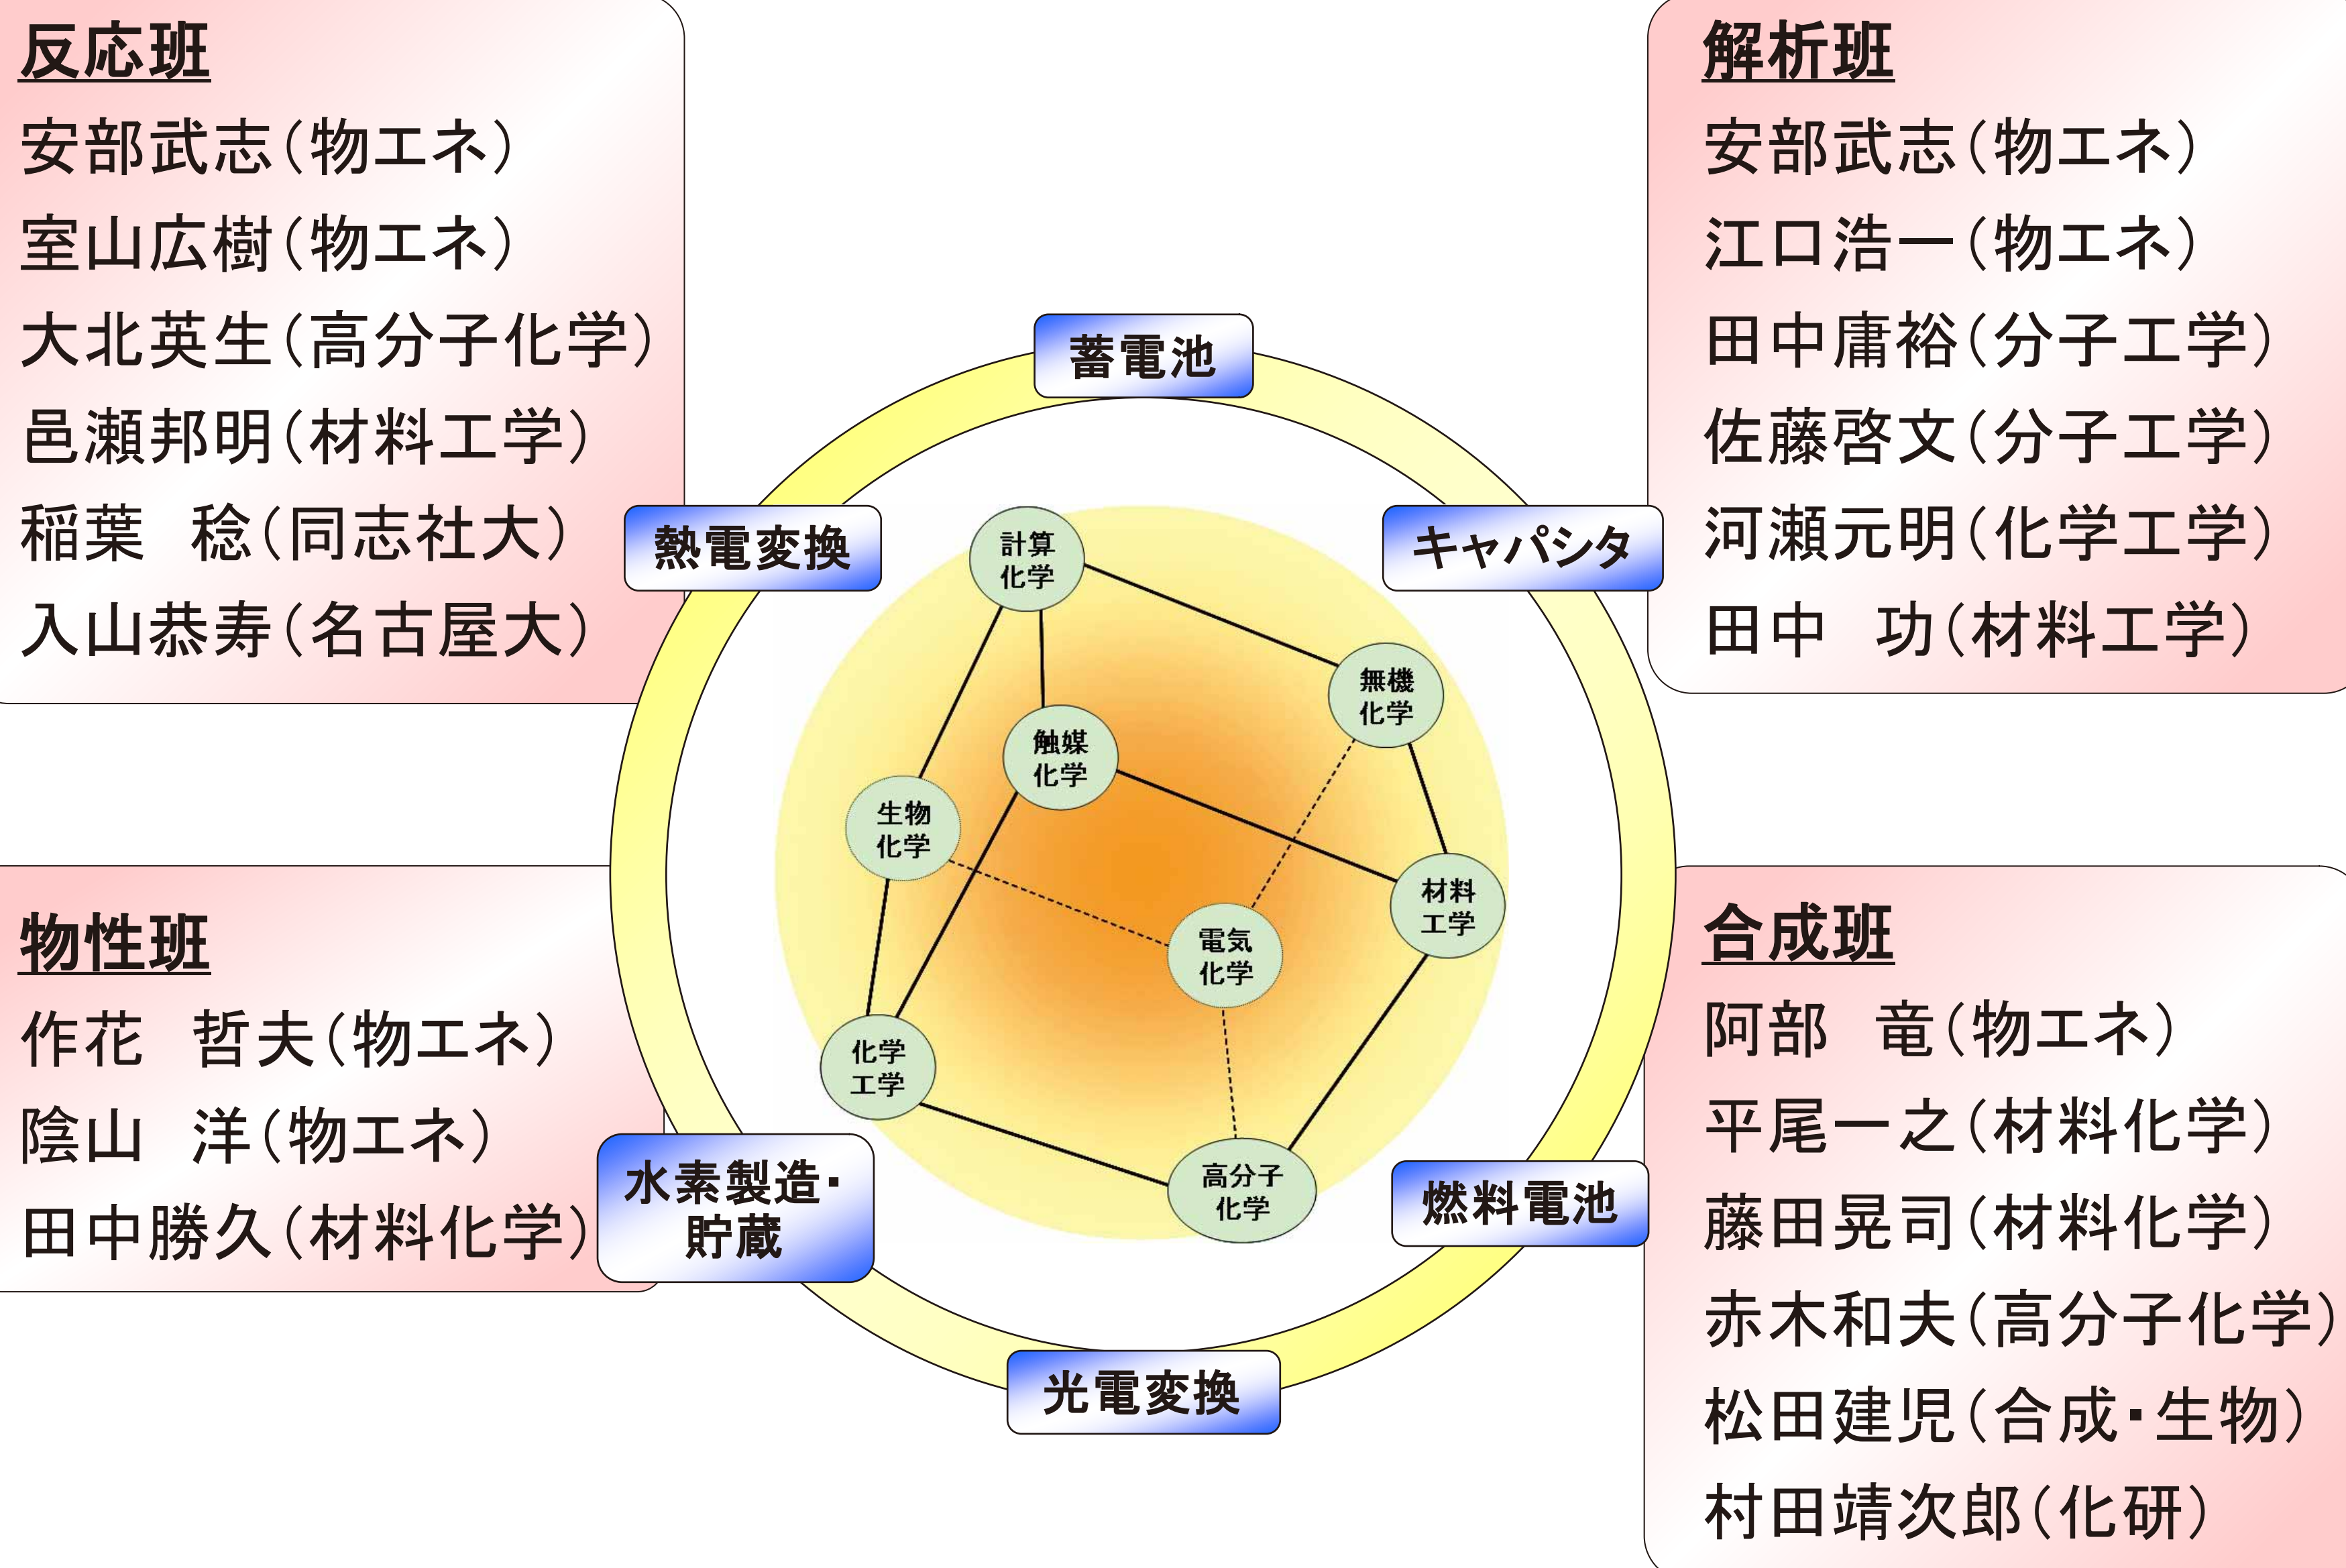 反応班
安部武志（物エネ）
室山広樹（物エネ）
大北英生（高分子化学）
邑瀬邦明（材料工学）
稲葉　稔（同志社大）
入山恭寿（名古屋大）
解析班
安部武志（物エネ）
江口浩一（物エネ）
田中庸裕（分子工学）
佐藤啓文（分子工学）
河瀬元明（化学工学）
田中　功（材料工学）
蓄電池
熱電変換
キャパシタ
計算
化学
無機
化学
触媒
化学
生物
化学
材料
工学
電気
化学
化学
工学
高分子
化学
水素製造・
貯蔵
燃料電池
光電変換
物性班
作花　哲夫（物エネ）
陰山　洋（物エネ）
田中勝久（材料化学）
合成班
阿部　竜（物エネ）
平尾一之（材料化学）
藤田晃司（材料化学）
赤木和夫（高分子化学）
松田建児（合成・生物）
村田靖次郎（化研）